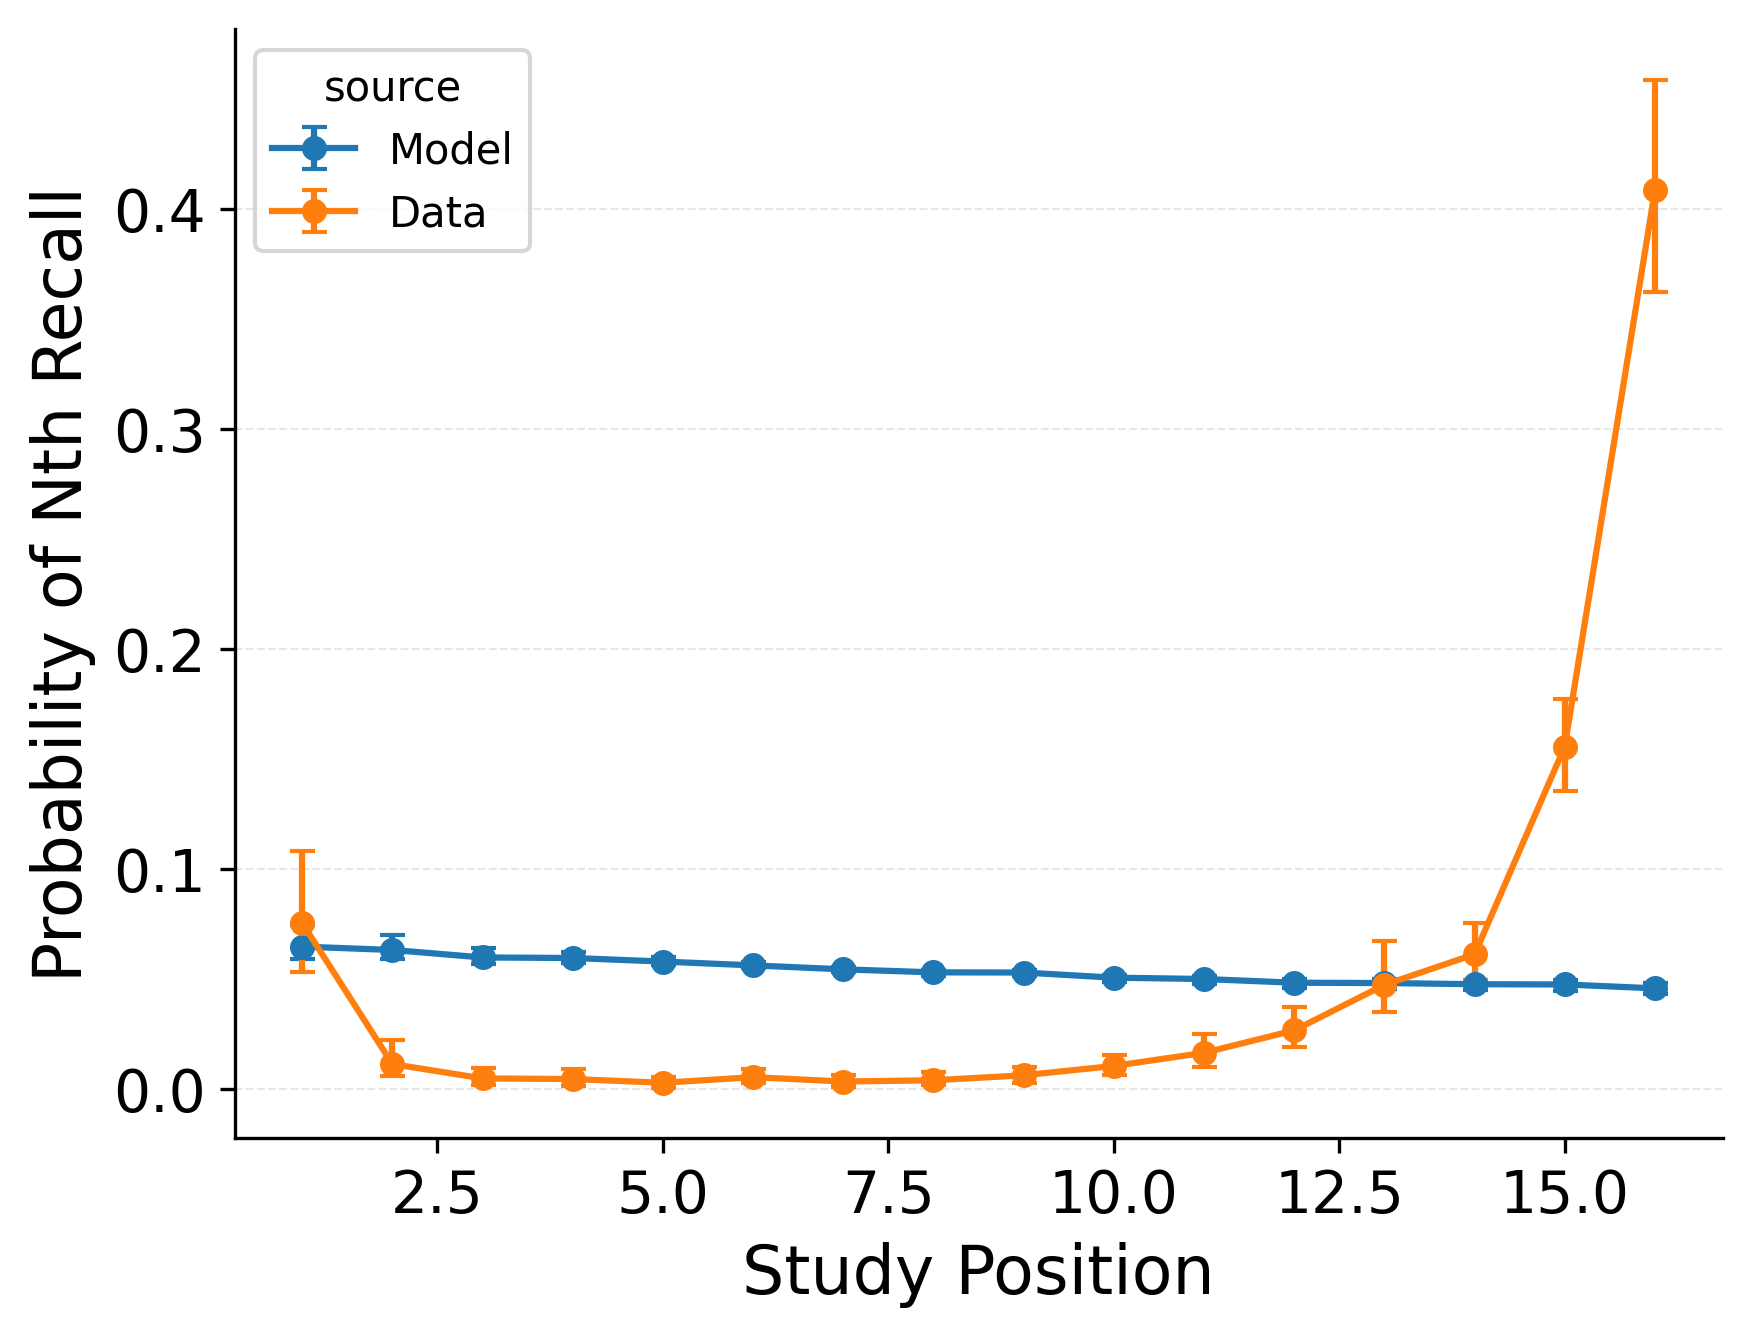 source
Model
Data
Probability of Nth Recall
0.4
0.3
0.2
0.1
0.0
2.5 5.0 7.5 10.0 12.5 15.0
Study Position